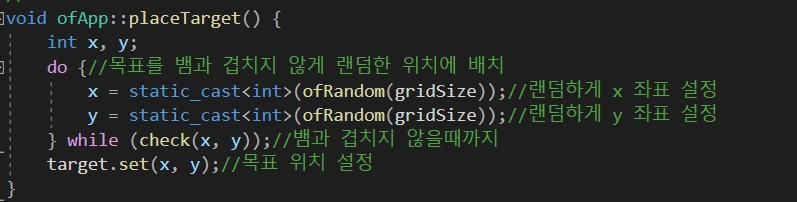 void ofApp::placeTarget() {
int x, y;
do {//목표를 뱀과 겹치지 않게 랜덤한 위치에 배치
x = static_cast<int>(ofRandom(gridSize));//랜덤하게 x 좌표 설정
y = static_cast<int>(ofRandom(gridSize));//랜덤하게 y 좌표 설정
} while (check(x, y));//뱀과 겹치지 않을때까지
target.set(x, y);//목표 위치 설정
}